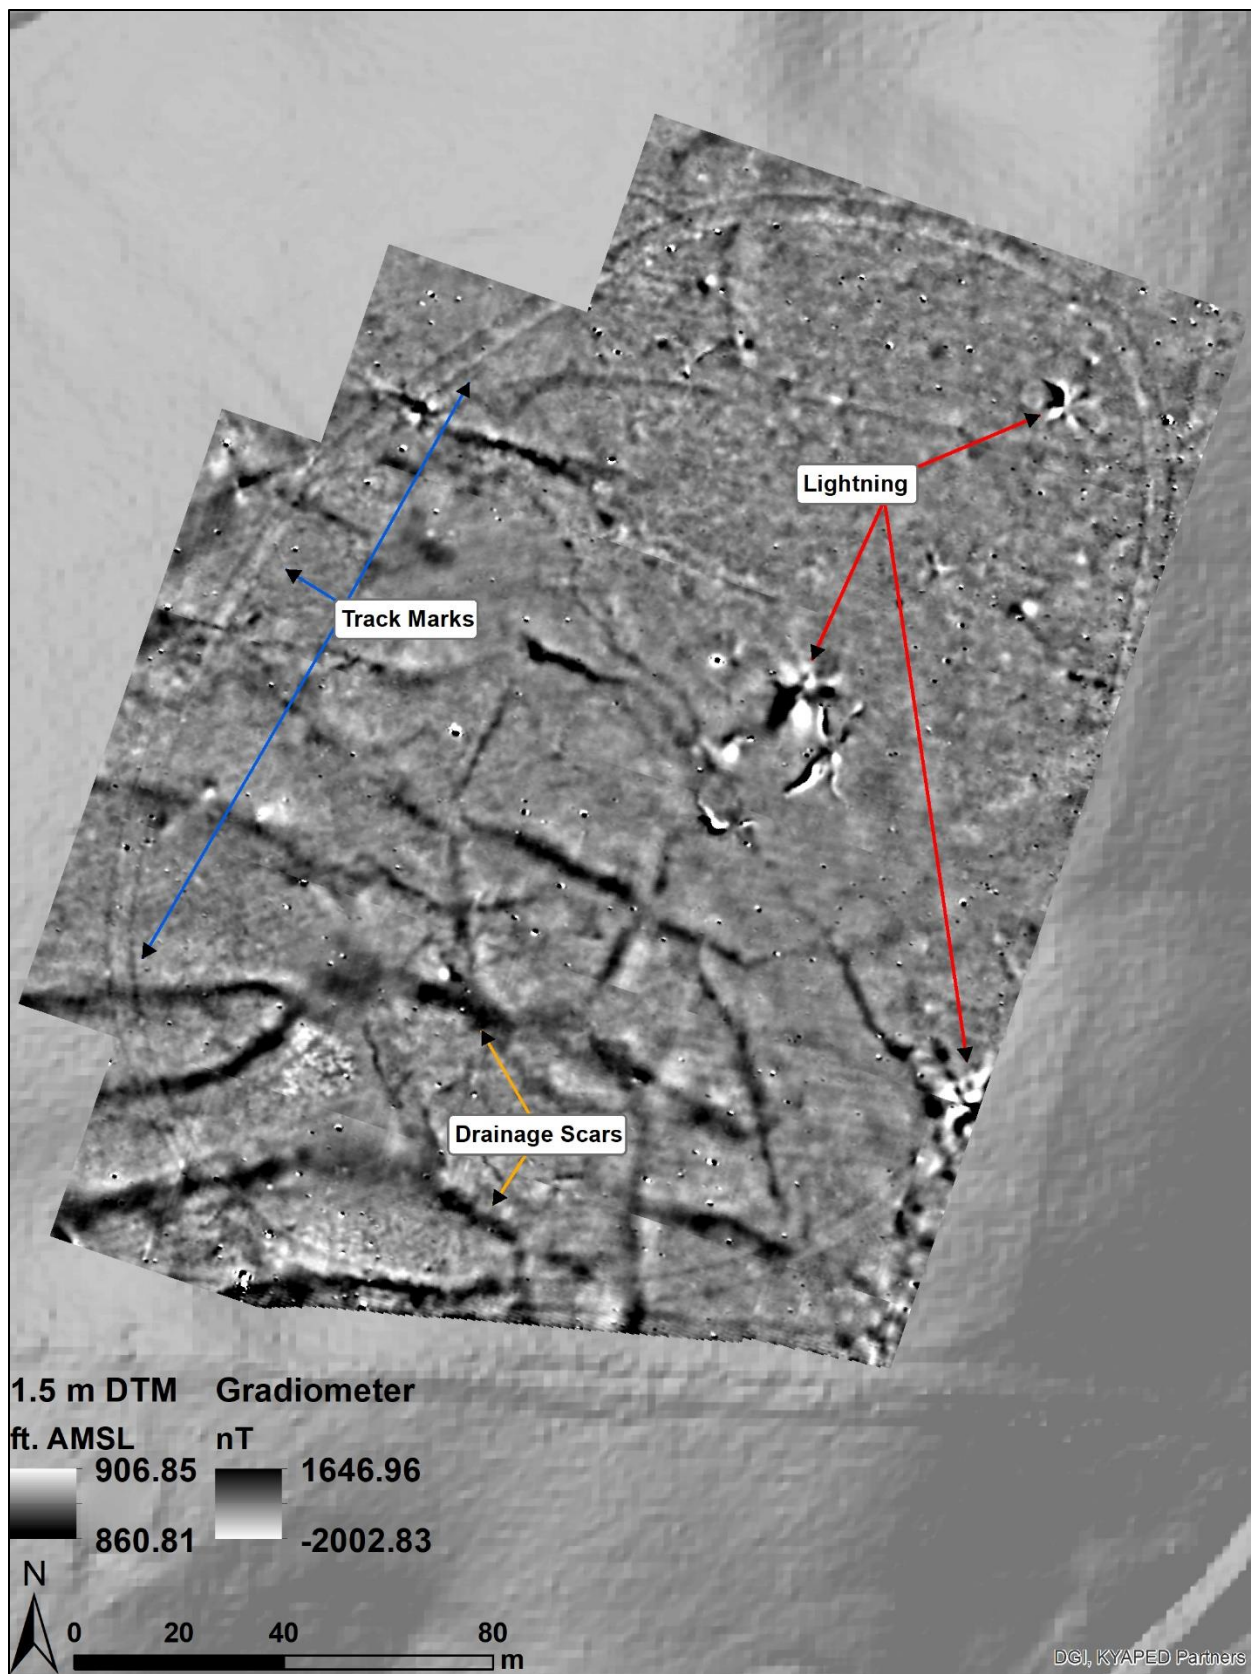 Lightning
Track Marks
Drainage Scars
1.5 m DTM Gradiometer
ft. AMSL nT
906.85 1646.96
860.81 -2002.83
N
0 20 40 80
m
DGI, KYAPED Partners